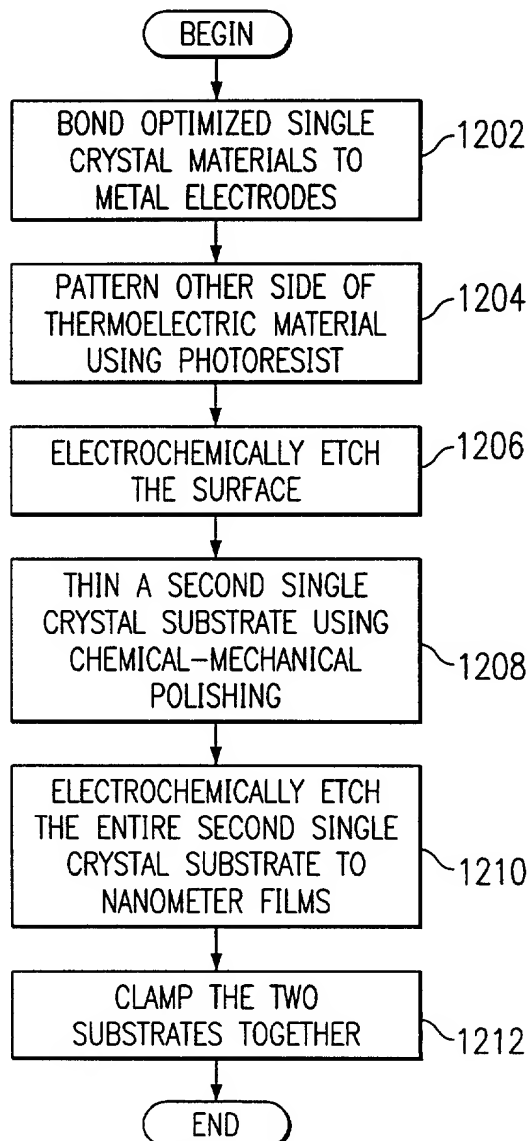 BEGIN
BOND OPTIMIZED SINGLE
CRYSTAL MATERIALS TO
METAL ELECTRODES
1202
PATTERN OTHER SIDE OF
THERMOELECTRIC MATERIAL
USING PHOTORESIST
1204
ELECTROCHEMICALLY ETCH
THE SURFACE
1206
THIN A SECOND SINGLE
CRYSTAL SUBSTRATE USING
CHEMICAL-MECHANICAL
POLISHING
1208
ELECTROCHEMICALLY ETCH
THE ENTIRE SECOND SINGLE
CRYSTAL SUBSTRATE TO
NANOMETER FILMS
1210
CLAMP THE TWO
SUBSTRATES TOGETHER
1212
END